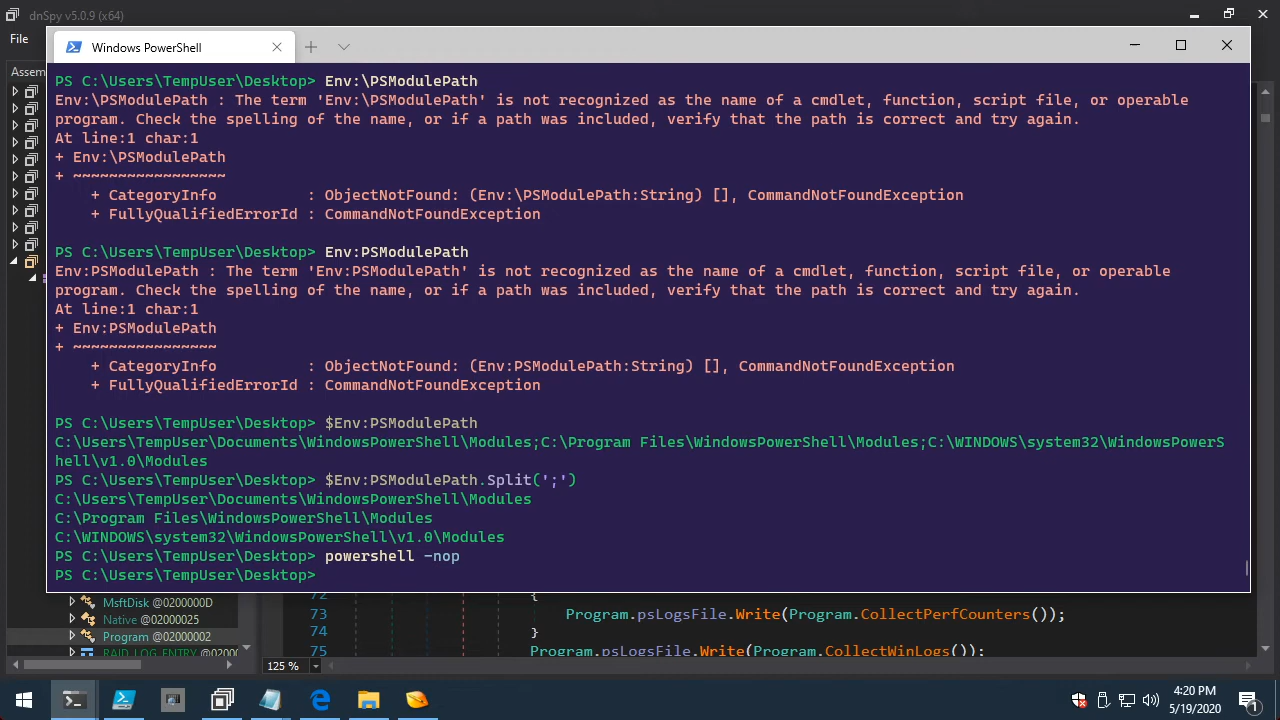 dnSpy v5.0.9 (x64)
File
Assem
Windows PowerShell
PS C:\Users\TempUser\Desktop> Env:\PSModulePath
Env:\PSModulePath : The term 'Env:\PSModulePath' is not recognized as the name of a cmdlet, function, script file, or operable
program. Check the spelling of the name, or if a path was included, verify that the path is correct and try again.
At line:1 char:1
+ Env:\PSModulePath
+ ~~~~~~~~~~~~~~~~~
    + CategoryInfo          : ObjectNotFound: (Env:\PSModulePath:String) [], CommandNotFoundException
    + FullyQualifiedErrorId : CommandNotFoundException
PS C:\Users\TempUser\Desktop> Env:PSModulePath
Env:PSModulePath : The term 'Env:PSModulePath' is not recognized as the name of a cmdlet, function, script file, or operable
program. Check the spelling of the name, or if a path was included, verify that the path is correct and try again.
At line:1 char:1
+ Env:PSModulePath
+ ~~~~~~~~~~~~~~~~
    + CategoryInfo          : ObjectNotFound: (Env:PSModulePath:String) [], CommandNotFoundException
    + FullyQualifiedErrorId : CommandNotFoundException
PS C:\Users\TempUser\Desktop> $Env:PSModulePath
C:\Users\TempUser\Documents\WindowsPowerShell\Modules;C:\Program Files\WindowsPowerShell\Modules;C:\WINDOWS\system32\WindowsPowerS
hell\v1.0\Modules
PS C:\Users\TempUser\Desktop> $Env:PSModulePath.Split(';')
C:\Users\TempUser\Documents\WindowsPowerShell\Modules
C:\Program Files\WindowsPowerShell\Modules
C:\WINDOWS\system32\WindowsPowerShell\v1.0\Modules
PS C:\Users\TempUser\Desktop> powershell -nop
PS C:\Users\TempUser\Desktop>
MsftDisk @0200000D
Native @02000025
Program @02000002
RAID_LOG_ENTRY @0200
72 {
73 Program.psLogsFile.Write(Program.CollectPerfCounters());
74 }
75 Program.psLogsFile.Write(Program.CollectWinLogs());
125 %
4:20 PM
5/19/2020
1